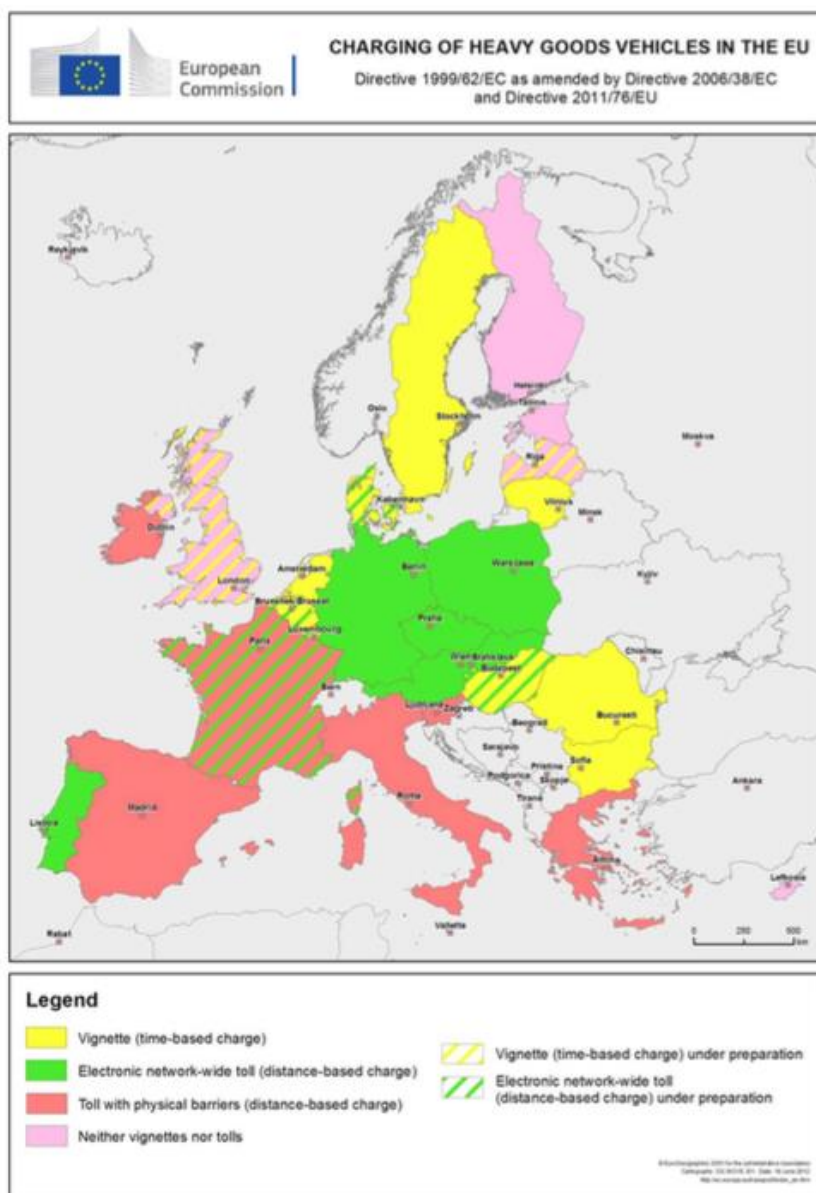 European
Commission
CHARGING OF HEAVY GOODS VEHICLES IN THE EU
Directive 1999/62/EC as amended by Directive 2006/38/EC
and Directive 2011/76/EU
Reykjavik
Helsinki
Tallinn
Oslo
Stockholm
Moskva
Riga
København
Vilnius
Minsk
Dublin
Amsterdam
Berlin
Warszawa
London
Kyiv
Luxembourg
Praha
Paris
Wien
Bratislava
Chisinau
Budapest
Bern
Ljubljana
Zagreb
Beograd
Bucuresti
Sarajevo
Pristina
Sofia
Podgorica
Skopje
Ankara
Roma
Tirana
Madrid
Lisboa
Lefkosia
Valletta
Rabat
0 250 500
km
Legend
Vignette (time-based charge)
Electronic network-wide toll (distance-based charge)
Toll with physical barriers (distance-based charge)
Neither vignettes nor tolls
Vignette (time-based charge) under preparation
Electronic network-wide toll
(distance-based charge) under preparation